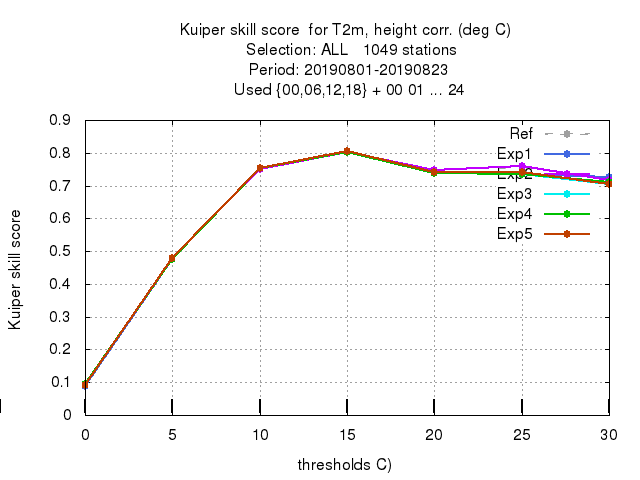 Kuiper skill score  for T2m, height corr. (deg C)
Selection: ALL   1049 stations
Period: 20190801-20190823
Used {00,06,12,18} + 00 01 ... 24
Ref
Exp1
Exp2
Exp3
Exp4
Exp5
Kuiper skill score
0.9
0.8
0.7
0.6
0.5
0.4
0.3
0.2
0.1
0
0 5 10 15 20 25 30
thresholds C)